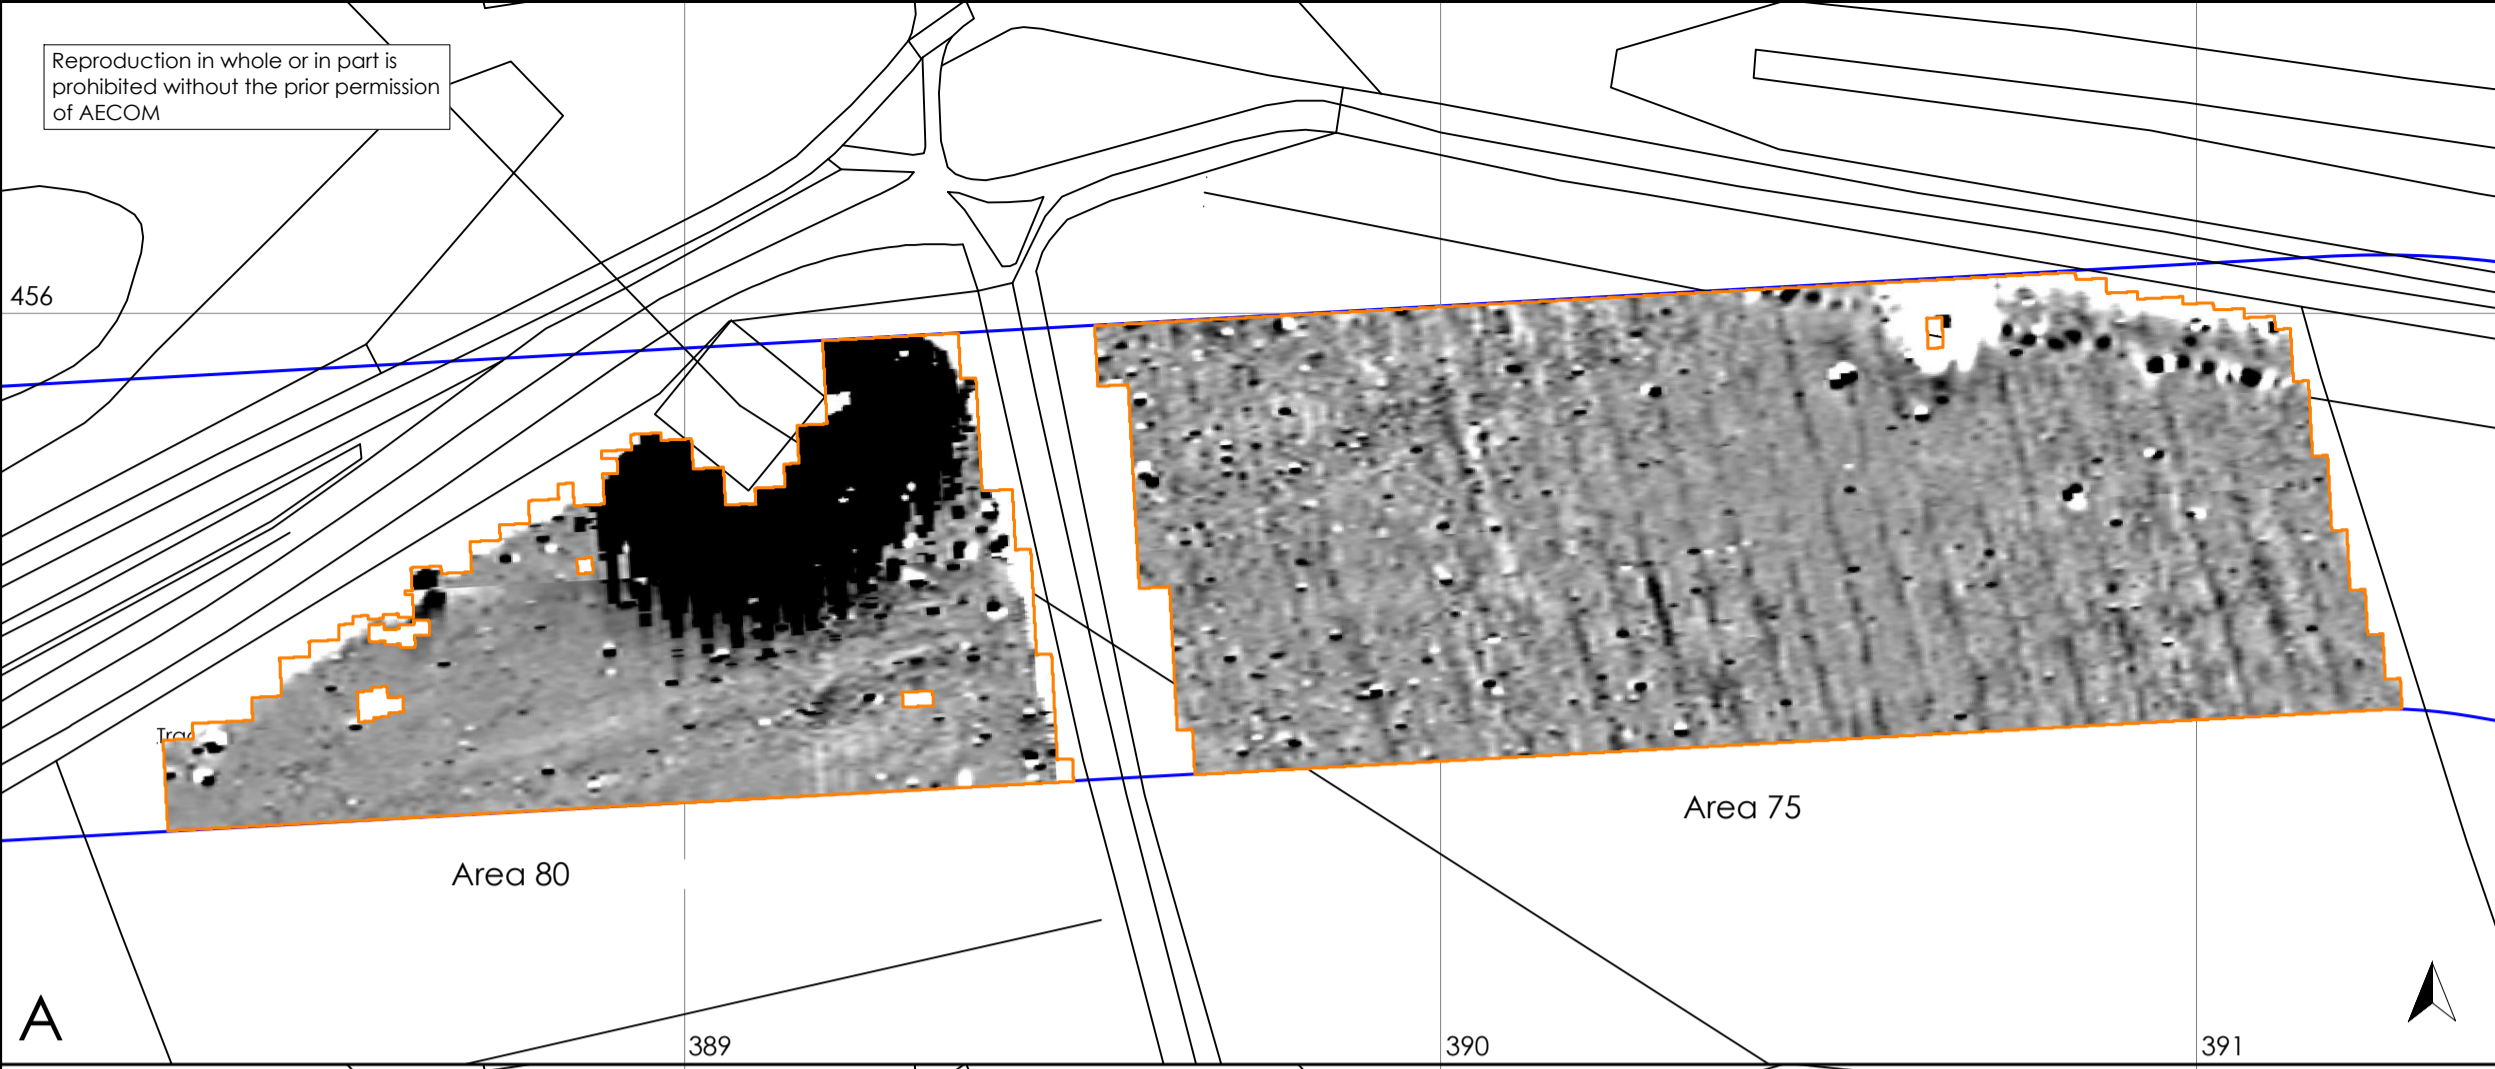 Reproduction in whole or in part is
prohibited without the prior permission
of AECOM
456
Area 75
Area 80
A
389
390
391